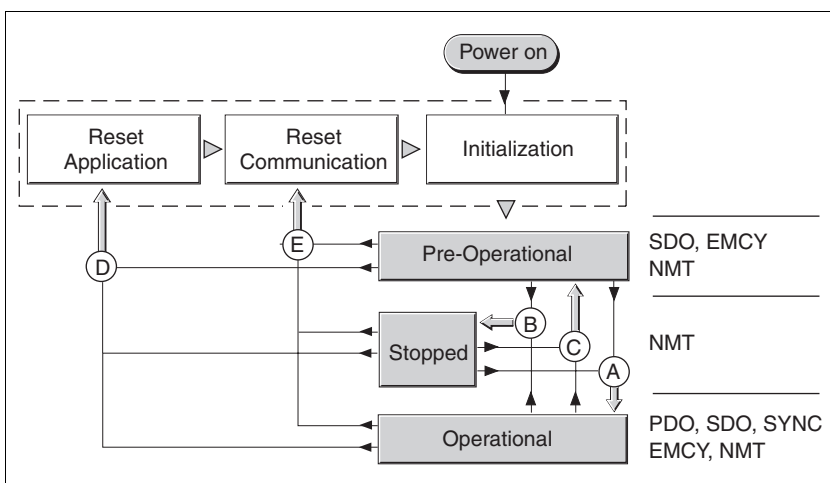 Power on
Reset
Application
Reset
Communication
Initialization
E
D
Pre-Operational
SDO, EMCY
NMT
B
C
Stopped
NMT
A
Operational
PDO, SDO, SYNC
EMCY, NMT